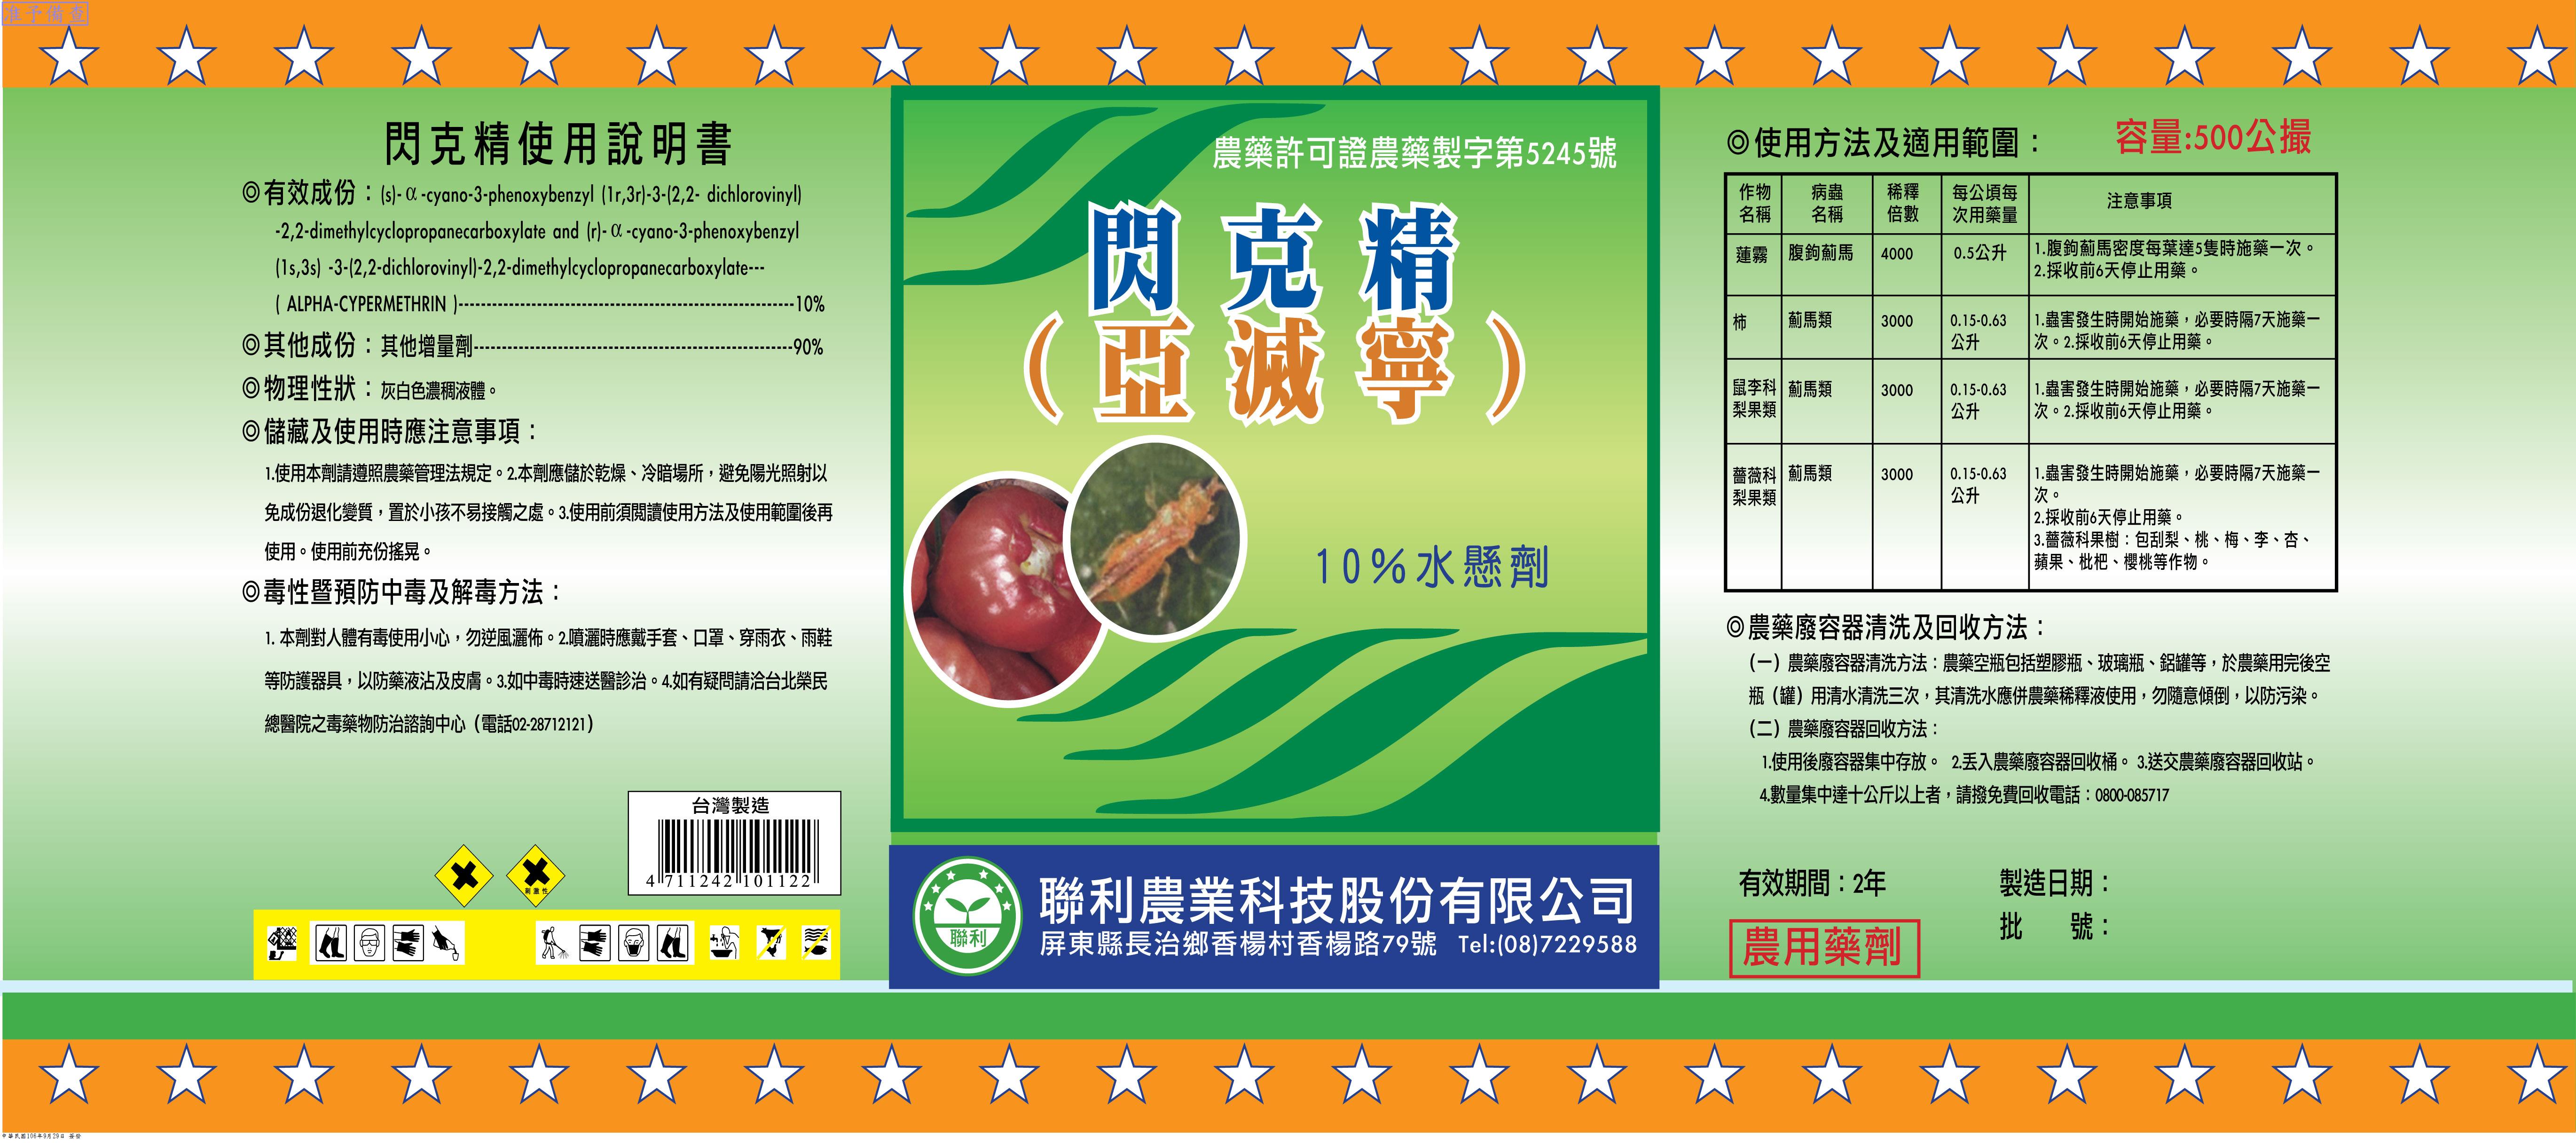 准予備查
閃克精使用說明書
◎有效成份：(s)-α-cyano-3-phenoxybenzyl (1r,3r)-3-(2,2- dichlorovinyl)
-2,2-dimethylcyclopropanecarboxylate and (r)-α-cyano-3-phenoxybenzyl
(1s,3s) -3-(2,2-dichlorovinyl)-2,2-dimethylcyclopropanecarboxylate---
( ALPHA-CYPERMETHRIN )----------------------------------------------------------10%
◎其他成份：其他增量劑-------------------------------------------------------90%
◎物理性狀：灰白色濃稠液體。
◎儲藏及使用時應注意事項：
1.使用本劑請遵照農藥管理法規定。2.本劑應儲於乾燥、冷暗場所，避免陽光照射以
免成份退化變質，置於小孩不易接觸之處。3.使用前須閱讀使用方法及使用範圍後再
使用。使用前充份搖晃。
◎毒性暨預防中毒及解毒方法：
1. 本劑對人體有毒使用小心，勿逆風灑佈。2.噴灑時應戴手套、口罩、穿雨衣、雨鞋
等防護器具，以防藥液沾及皮膚。3.如中毒時速送醫診治。4.如有疑問請洽台北榮民
總醫院之毒藥物防治諮詢中心（電話02-28712121）
台灣製造
4 711242 101122
刺激性
農藥許可證農藥製字第5245號
閃克精
（亞滅寧）
10%水懸劑
聯利
聯利農業科技股份有限公司
屏東縣長治鄉香楊村香楊路79號 Tel:(08)7229588
◎使用方法及適用範圍： 容量:500公撮
作物名稱 病蟲名稱 稀釋倍數 每公頃每次用藥量 注意事項
蓮霧 腹鉤薊馬 4000 0.5公升 1.腹鉤薊馬密度每葉達5隻時施藥一次。
2.採收前6天停止用藥。
柿 薊馬類 3000 0.15-0.63公升 1.蟲害發生時開始施藥，必要時隔7天施藥一
次。2.採收前6天停止用藥。
鼠李科梨果類 薊馬類 3000 0.15-0.63公升 1.蟲害發生時開始施藥，必要時隔7天施藥一
次。2.採收前6天停止用藥。
薔薇科梨果類 薊馬類 3000 0.15-0.63公升 1.蟲害發生時開始施藥，必要時隔7天施藥一
次。
2.採收前6天停止用藥。
3.薔薇科果樹：包刮梨、桃、梅、李、杏、
蘋果、枇杷、櫻桃等作物。
◎農藥廢容器清洗及回收方法：
（一）農藥廢容器清洗方法：農藥空瓶包括塑膠瓶、玻璃瓶、鋁罐等，於農藥用完後空
瓶（罐）用清水清洗三次，其清洗水應併農藥稀釋液使用，勿隨意傾倒，以防污染。
（二）農藥廢容器回收方法：
1.使用後廢容器集中存放。 2.丟入農藥廢容器回收桶。 3.送交農藥廢容器回收站。
4.數量集中達十公斤以上者，請撥免費回收電話：0800-085717
有效期間：2年
製造日期：
批 號：
農用藥劑
中華民國106年9月29日